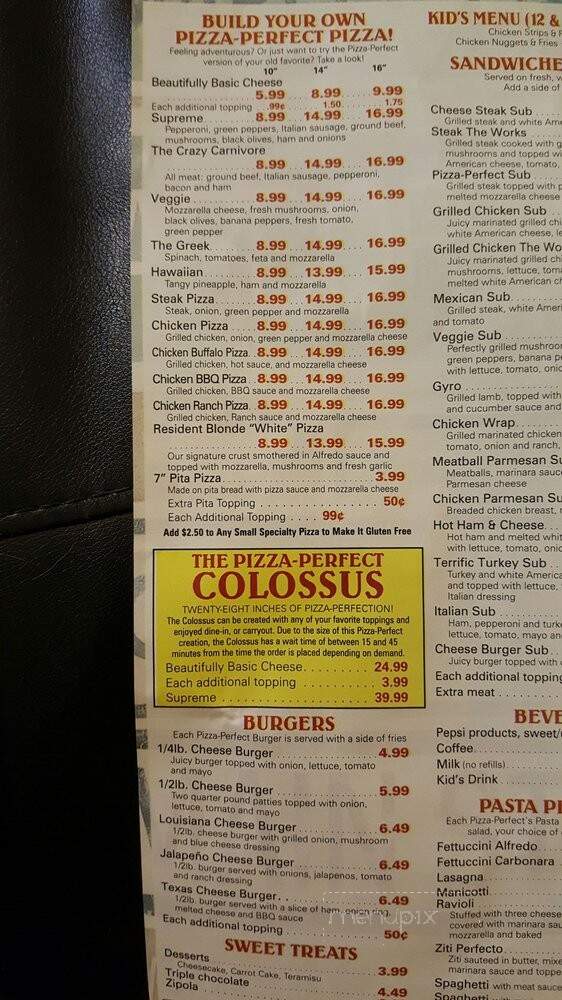 BUILD YOUR OWN
PIZZA-PERFECT PIZZA!
Feeling adventurous? Or just want to try the Pizza-Perfect
version of your old favorite? Take a look!
10" 14" 16"
Beautifully Basic Cheese
5.99 8.99 9.99
Each additional topping .99¢ 1.50 1.75
Supreme 8.99 14.99 16.99
Pepperoni, green peppers, Italian sausage, ground beef,
mushrooms, black olives, ham and onions
The Crazy Carnivore
8.99 14.99 16.99
All meat: ground beef, Italian sausage, pepperoni,
bacon and ham
Veggie 8.99 14.99 16.99
Mozzarella cheese, fresh mushrooms, onion,
black olives, banana peppers, fresh tomato,
green pepper
The Greek 8.99 14.99 16.99
Spinach, tomatoes, feta and mozzarella
Hawaiian 8.99 13.99 15.99
Tangy pineapple, ham and mozzarella
Steak Pizza 8.99 14.99 16.99
Steak, onion, green pepper and mozzarella
Chicken Pizza 8.99 14.99 16.99
Grilled chicken, onion, green pepper and mozzarella cheese
Chicken Buffalo Pizza 8.99 14.99 16.99
Grilled chicken, hot sauce, and mozzarella cheese
Chicken BBQ Pizza 8.99 14.99 16.99
Grilled chicken, BBQ sauce and mozzarella cheese
Chicken Ranch Pizza 8.99 14.99 16.99
Grilled chicken, Ranch sauce and mozzarella cheese
Resident Blonde "White" Pizza
8.99 13.99 15.99
Our signature crust smothered in Alfredo sauce and
topped with mozzarella, mushrooms and fresh garlic
7" Pita Pizza 3.99
Made on pita bread with pizza sauce and mozzarella cheese
Extra Pita Topping 50¢
Each Additional Topping 99¢
Add $2.50 to Any Small Specialty Pizza to Make It Gluten Free
THE PIZZA-PERFECT
COLOSSUS
TWENTY-EIGHT INCHES OF PIZZA-PERFECTION!
The Colossus can be created with any of your favorite toppings and
enjoyed dine-in, or carryout. Due to the size of this Pizza-Perfect
creation, the Colossus has a wait time of between 15 and 45
minutes from the time the order is placed depending on demand.
Beautifully Basic Cheese 24.99
Each additional topping 3.99
Supreme 39.99
BURGERS
Each Pizza-Perfect Burger is served with a side of fries
1/4lb. Cheese Burger 4.99
Juicy burger topped with onion, lettuce, tomato
and mayo
1/2lb. Cheese Burger 5.99
Two quarter pound patties topped with onion,
lettuce, tomato and mayo
Louisiana Cheese Burger 6.49
1/2lb. cheese burger with grilled onion, mushroom
and blue cheese dressing
Jalapeño Cheese Burger 6.49
1/2lb. burger served with onions, jalapenos, tomato
and ranch dressing
Texas Cheese Burger 6.49
1/2lb. burger served with a slice of ham, onion ring,
melted cheese and BBQ sauce
Each additional topping 50¢
SWEET TREATS
Desserts 3.99
Cheesecake, Carrot Cake, Teramisu
Triple chocolate 4.49
Zipola
KID'S MENU (12 &
Chicken Strips &
Chicken Nuggets & Fries
SANDWICHE
Served on fresh,
Add a side of
Cheese Steak Sub
Grilled steak and white Ame
Steak The Works
Grilled steak cooked with g
mushrooms and topped wi
American cheese, tomato,
Pizza-Perfect Sub
Grilled steak topped with p
melted mozzarella cheese
Grilled Chicken Sub
Juicy marinated grilled chi
white American cheese, le
Grilled Chicken The Wo
Juicy marinated grilled ch
mushrooms, lettuce, toma
melted white American c
Mexican Sub
Grilled steak, white Ameri
and tomato
Veggie Sub
Perfectly grilled mushroo
green peppers, banana p
with lettuce, tomato, onio
Gyro
Grilled lamb, topped with
and cucumber sauce and
Chicken Wrap
Grilled marinated chicken
tomato, onion and ranch,
Meatball Parmesan Su
Meatballs, marinara sauc
Parmesan cheese
Chicken Parmesan Su
Breaded chicken breast,
Hot Ham & Cheese
Hot ham and melted whit
with lettuce, tomato, onio
Terrific Turkey Sub
Turkey and white America
and topped with lettuce,
Italian dressing
Italian Sub
Ham, pepperoni and turke
lettuce, tomato, mayo an
Cheese Burger Sub
Juicy burger topped with
Each additional topping
Extra meat
BEVE
Pepsi products, sweet/
Coffee
Milk (no refills)
Kid's Drink
PASTA PI
Each Pizza-Perfect's Pasta
salad, your choice of
Fettuccini Alfredo
Fettuccini Carbonara
Lasagna
Manicotti
Ravioli
Stuffed with three cheese
covered with marinara sau
mozzarella and baked
Ziti Perfecto
Ziti sauteed in butter, mixe
marinara sauce and toppe
Spaghetti with meat sauce
Spaghetti
menupix